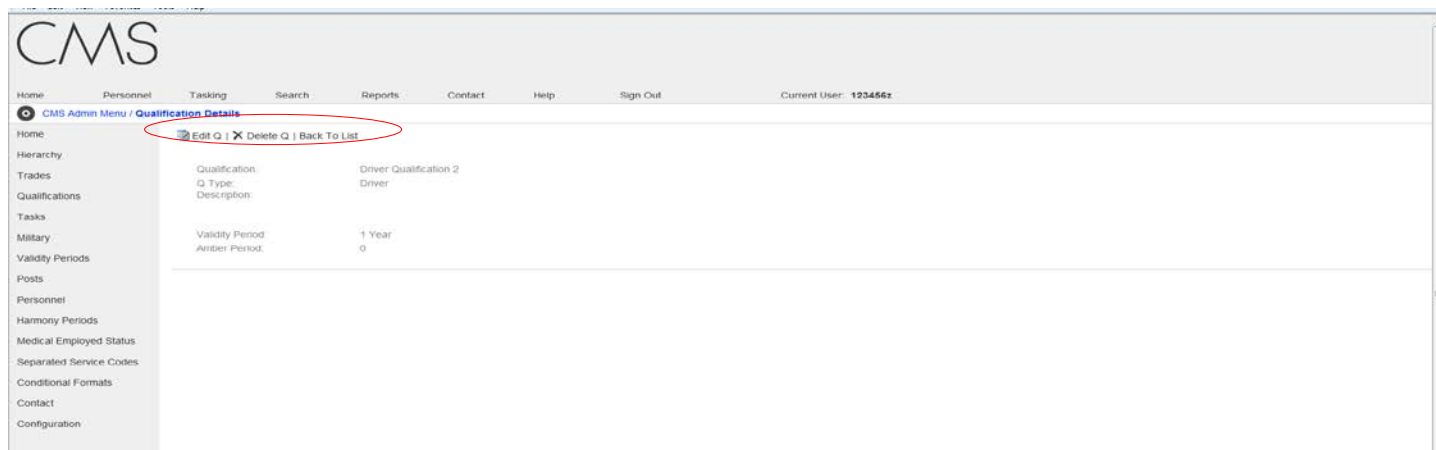 CMS
Home Personnel Tasking Search Reports Contact Help Sign Out Current User: 123456z
CMS Admin Menu / Qualification Details
Home
Edit Q | Delete Q | Back To List
Hierarchy
Trades
Qualification: Driver Qualification 2
Q Type: Driver
Qualifications
Description:
Tasks
Military
Validity Period: 1 Year
Amber Period: 0
Validity Periods
Posts
Personnel
Harmony Periods
Medical Employed Status
Separated Service Codes
Conditional Formats
Contact
Configuration